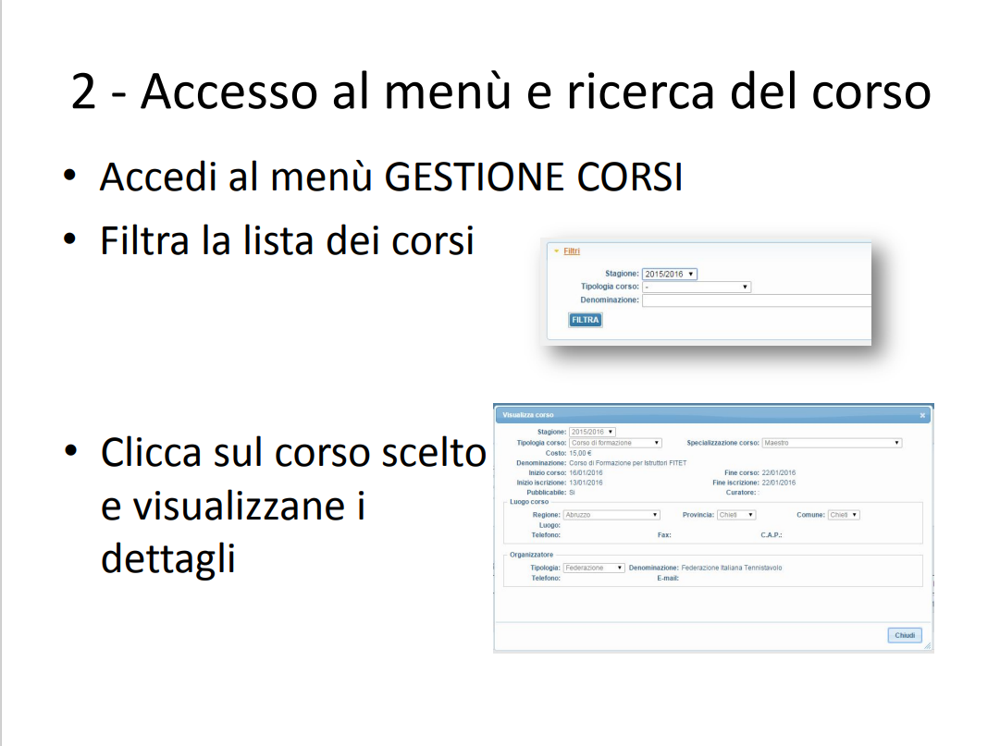 2 - Accesso al menù e ricerca del corso
• Accedi al menù GESTIONE CORSI
• Filtra la lista dei corsi
Filtri
Stagione: 2015/2016
Tipologia corso: -
Denominazione:
FILTRA
• Clicca sul corso scelto
e visualizzane i
dettagli
Visualizza corso
Stagione: 2015/2016
Tipologia corso: Corso di formazione Specializzazione corso: Maestro
Costo: 15,00 €
Denominazione: Corso di Formazione per Istruttori FITET
Inizio corso: 16/01/2016 Fine corso: 22/01/2016
Inizio iscrizione: 13/01/2016 Fine iscrizione: 22/01/2016
Pubblicabile: Si Curatore: :
Luogo corso
Regione: Abruzzo Provincia: Chieti Comune: Chieti
Luogo:
Telefono: Fax: C.A.P.:
Organizzatore
Tipologia: Federazione Denominazione: Federazione Italiana Tennistavolo
Telefono: E-mail:
Chiudi